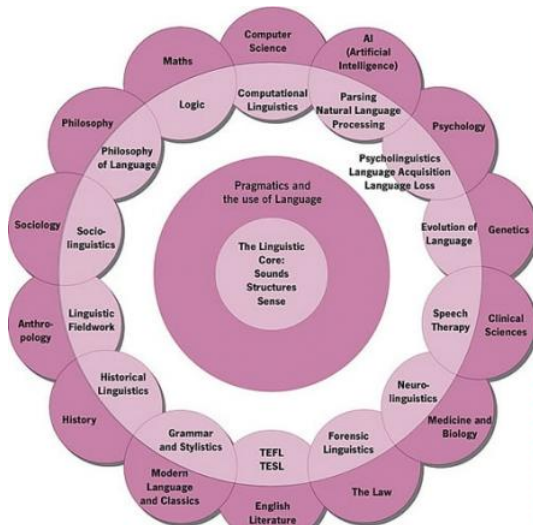 Computer
Science
AI
(Artificial
Intelligence)
Maths
Computational
Linguistics
Logic
Parsing
Natural Language
Processing
Philosophy
Philosophy
of Language
Psychology
Psycholinguistics
Language Acquisition
Language Loss
Pragmatics and
the use of Language
Sociology
Socio-
linguistics
Evolution of
Language
Genetics
The Linguistic
Core:
Sounds
Structures
Sense
Anthro-
pology
Linguistic
Fieldwork
Speech
Therapy
Clinical
Sciences
Historical
Linguistics
History
Neuro-
linguistics
Medicine and
Biology
Grammar
and Stylistics
TEFL
TESL
Forensic
Linguistics
Modern
Language
and Classics
English
Literature
The Law